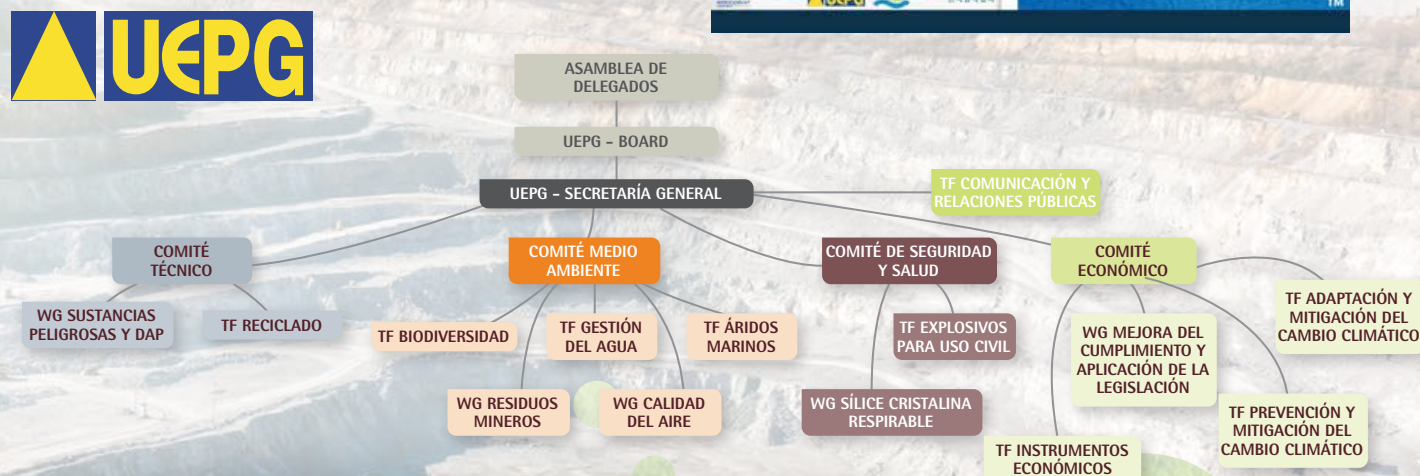 UEPG
TM
ASAMBLEA DE
DELEGADOS
UEPG – BOARD
UEPG – SECRETARÍA GENERAL
TF COMUNICACIÓN Y
RELACIONES PÚBLICAS
COMITÉ
TÉCNICO
COMITÉ MEDIO
AMBIENTE
COMITÉ DE SEGURIDAD
Y SALUD
COMITÉ
ECONÓMICO
WG SUSTANCIAS
PELIGROSAS Y DAP
TF RECICLADO
TF BIODIVERSIDAD
TF GESTIÓN
DEL AGUA
TF ÁRIDOS
MARINOS
WG RESIDUOS
MINEROS
WG CALIDAD
DEL AIRE
TF EXPLOSIVOS
PARA USO CIVIL
WG SÍLICE CRISTALINA
RESPIRABLE
WG MEJORA DEL
CUMPLIMIENTO Y
APLICACIÓN DE LA
LEGISLACIÓN
TF ADAPTACIÓN Y
MITIGACIÓN DEL
CAMBIO CLIMÁTICO
TF PREVENCIÓN Y
MITIGACIÓN DEL
CAMBIO CLIMÁTICO
TF INSTRUMENTOS
ECONÓMICOS